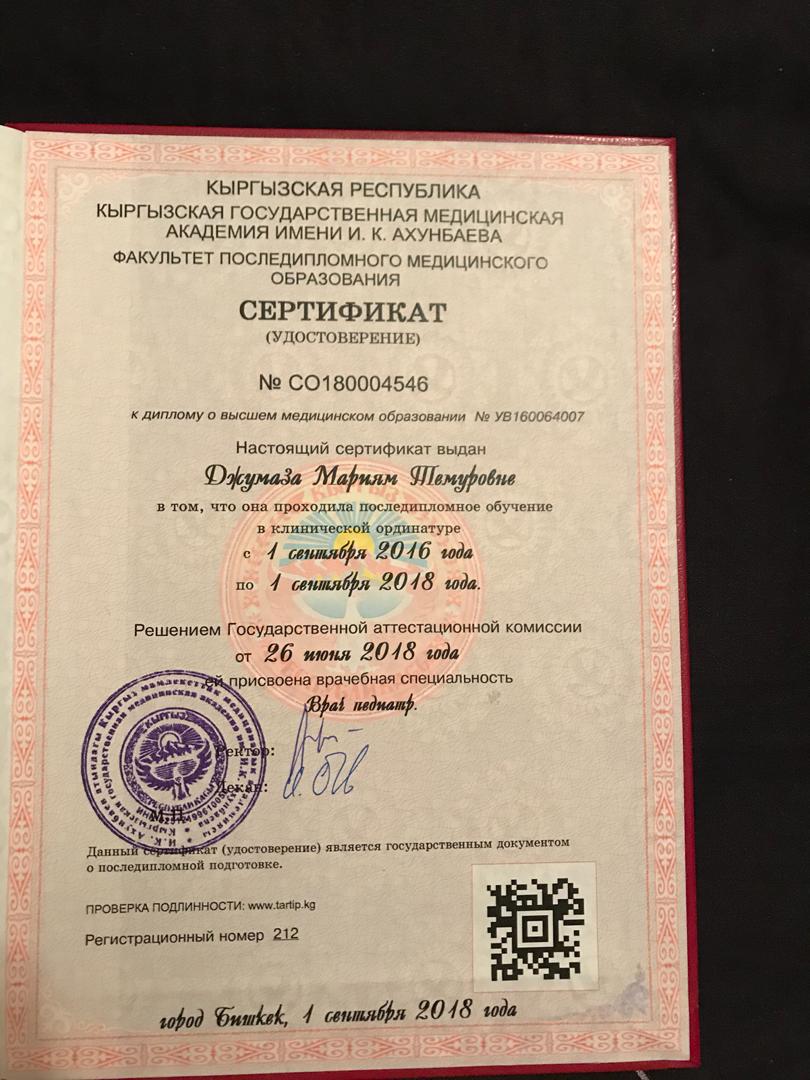 КЫРГЫЗСКАЯ РЕСПУБЛИКА
КЫРГЫЗСКАЯ ГОСУДАРСТВЕННАЯ МЕДИЦИНСКАЯ
АКАДЕМИЯ ИМЕНИ И. К. АХУНБАЕВА
ФАКУЛЬТЕТ ПОСЛЕДИПЛОМНОГО МЕДИЦИНСКОГО
ОБРАЗОВАНИЯ
СЕРТИФИКАТ
(УДОСТОВЕРЕНИЕ)
№ СО180004546
к диплому о высшем медицинском образовании № УВ160064007
Настоящий сертификат выдан
Джумаза Мариям Темуровне
в том, что она проходила последипломное обучение
в клинической ординатуре
с 1 сентября 2016 года
по 1 сентября 2018 года.
Решением Государственной аттестационной комиссии
от 26 июня 2018 года
ей присвоена врачебная специальность
Врач педиатр.
Ректор:
Декан:
М.П.
Данный сертификат (удостоверение) является государственным документом
о последипломной подготовке.
ПРОВЕРКА ПОДЛИННОСТИ: www.tartip.kg
Регистрационный номер 212
город Бишкек, 1 сентября 2018 года